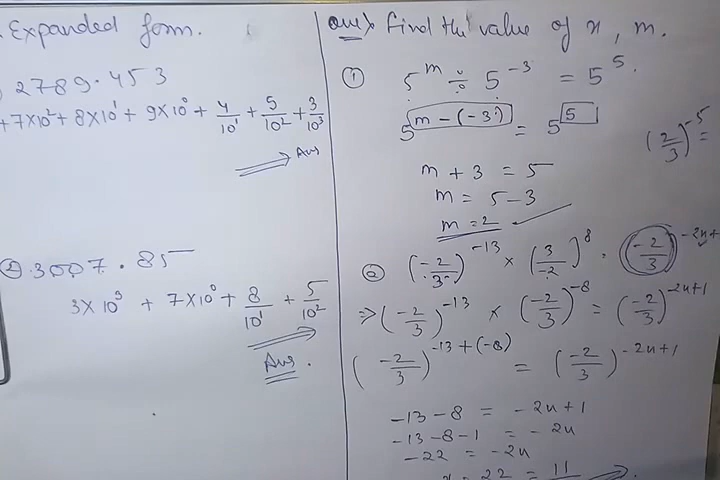 Expanded form.
2789.453
+7×10² + 8×10¹ + 9×10⁰ + 4/10¹ + 5/10² + 3/10³
Ans
② 3007.85
3×10³ + 7×10⁰ + 8/10¹ + 5/10²
Ans.
Find the value of x, m.
① 5^m ÷ 5^-3 = 5^5.
5^(m-(-3)) = 5^5
m + 3 = 5
m = 5-3
m = 2
(2/3)^-5 =
② (-2/3)^-13 × (3/-2)^8 = (-2/3)^-2x+
⇒ (-2/3)^-13 × (-2/3)^-8 = (-2/3)^-2x+1
(-2/3)^-13+(-8) = (-2/3)^-2x+1
-13-8 = -2x+1
-13-8-1 = -2x
-22 = -2x
x = 22 = 11